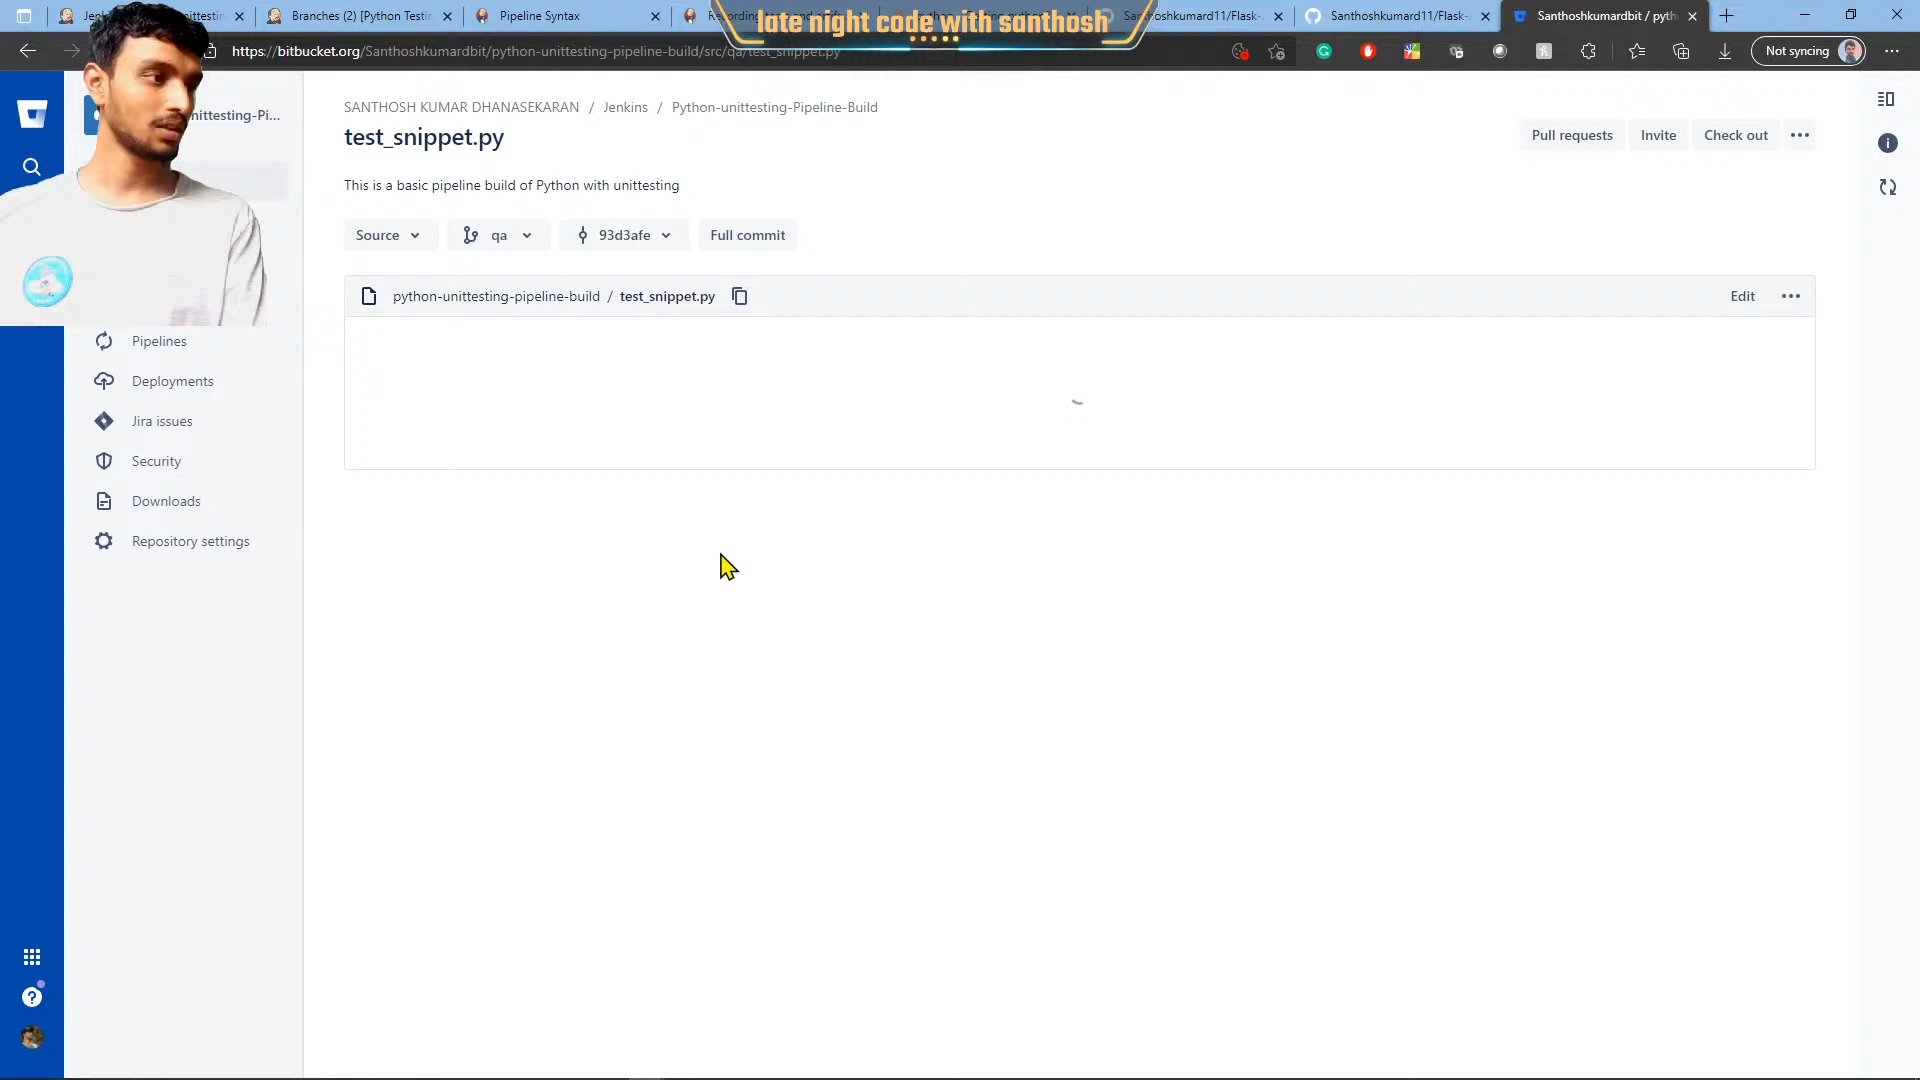 Branches (2) [Python Testin
Pipeline Syntax
late night code with santhosh
Santhoshkumard11/Flask-
Santhoshkumard11/Flask-
Santhoshkumardbit / pyth
https://bitbucket.org/Santhoshkumardbit/python-unittesting-pipeline-build/src/qa/test_snippet.py
Not syncing
nittesting-Pi...
SANTHOSH KUMAR DHANASEKARAN / Jenkins / Python-unittesting-Pipeline-Build
test_snippet.py
Pull requests
Invite
Check out
This is a basic pipeline build of Python with unittesting
Source
qa
93d3afe
Full commit
python-unittesting-pipeline-build / test_snippet.py
Edit
Pipelines
Deployments
Jira issues
Security
Downloads
Repository settings